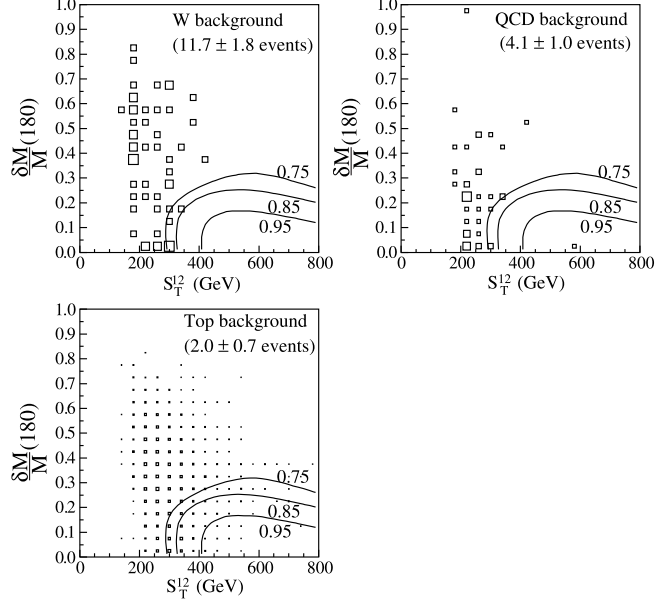 W background
(11.7 ± 1.8 events)
1.0
0.9
0.8
0.7
0.6
0.5
0.4
0.3
0.2
0.1
0.0
δM/M (180)
0.75
0.85
0.95
0 200 400 600 800
S_T^12 (GeV)
QCD background
(4.1 ± 1.0 events)
1.0
0.9
0.8
0.7
0.6
0.5
0.4
0.3
0.2
0.1
0.0
δM/M (180)
0.75
0.85
0.95
0 200 400 600 800
S_T^12 (GeV)
Top background
(2.0 ± 0.7 events)
1.0
0.9
0.8
0.7
0.6
0.5
0.4
0.3
0.2
0.1
0.0
δM/M (180)
0.75
0.85
0.95
0 200 400 600 800
S_T^12 (GeV)